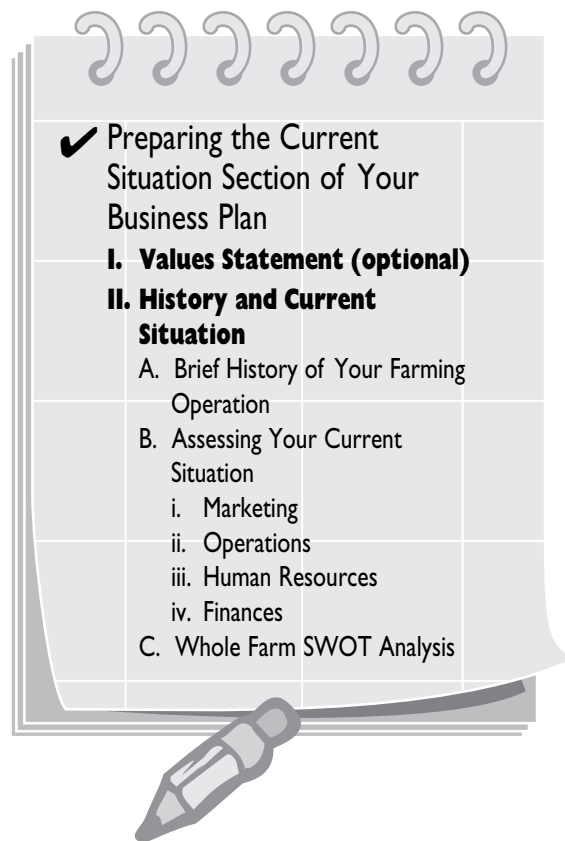 ✔ Preparing the Current
Situation Section of Your
Business Plan
I. Values Statement (optional)
II. History and Current
Situation
A. Brief History of Your Farming
Operation
B. Assessing Your Current
Situation
i. Marketing
ii. Operations
iii. Human Resources
iv. Finances
C. Whole Farm SWOT Analysis